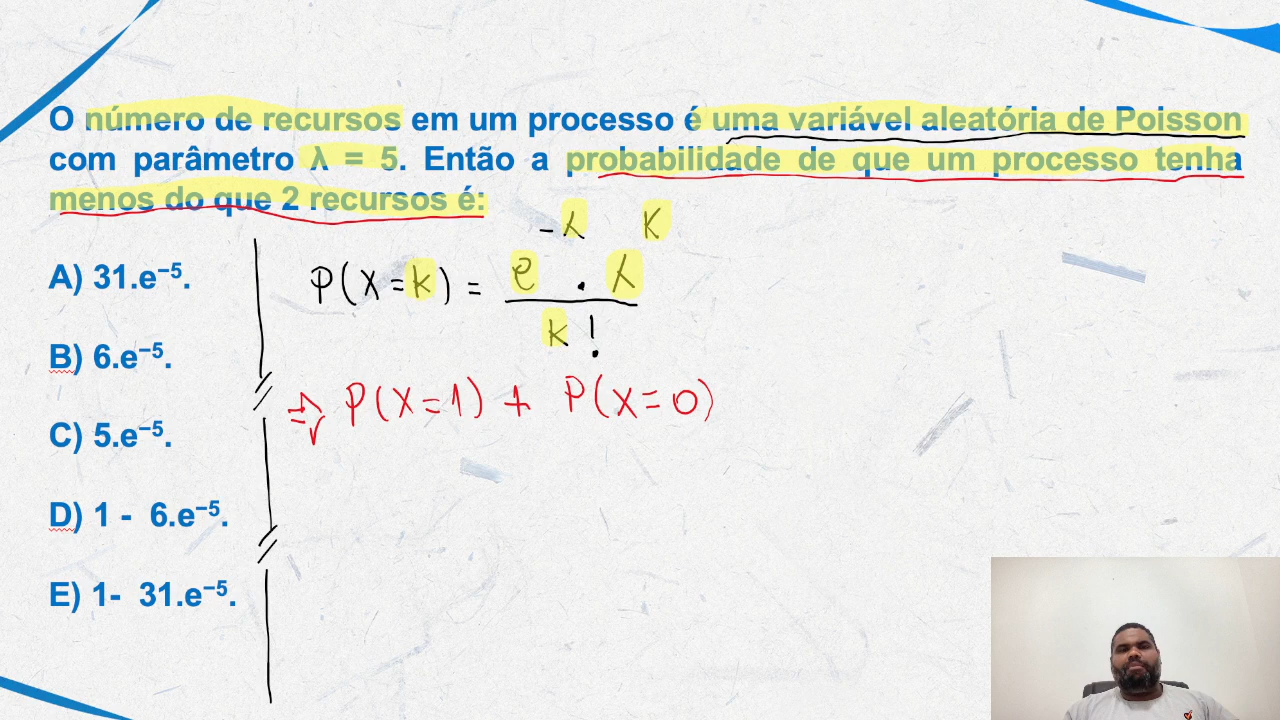 O número de recursos em um processo é uma variável aleatória de Poisson
com parâmetro λ = 5. Então a probabilidade de que um processo tenha
menos do que 2 recursos é:
A) 31.e⁻⁵.
B) 6.e⁻⁵.
C) 5.e⁻⁵.
D) 1 - 6.e⁻⁵.
E) 1- 31.e⁻⁵.
-λ K
P(X=k) = e . λ
k!
⇒ P(X=1) + P(X=0)